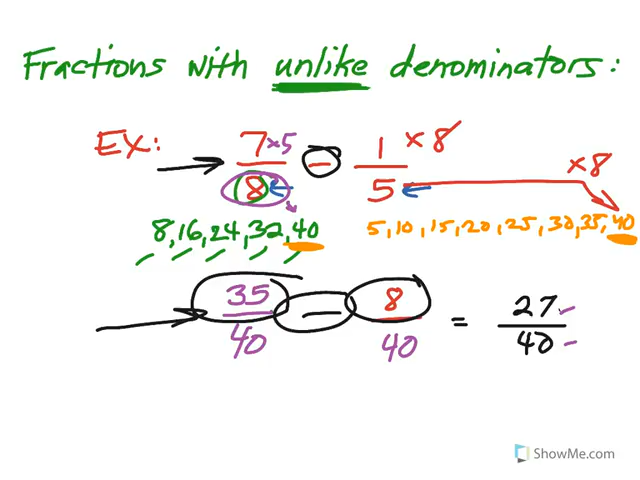 Fractions with unlike denominators:
EX: 7/8 ×5 − 1/5 ×8 ×8
8,16,24,32,40 5,10,15,20,25,30,35,40
35/40 − 8/40 = 27/40
ShowMe.com